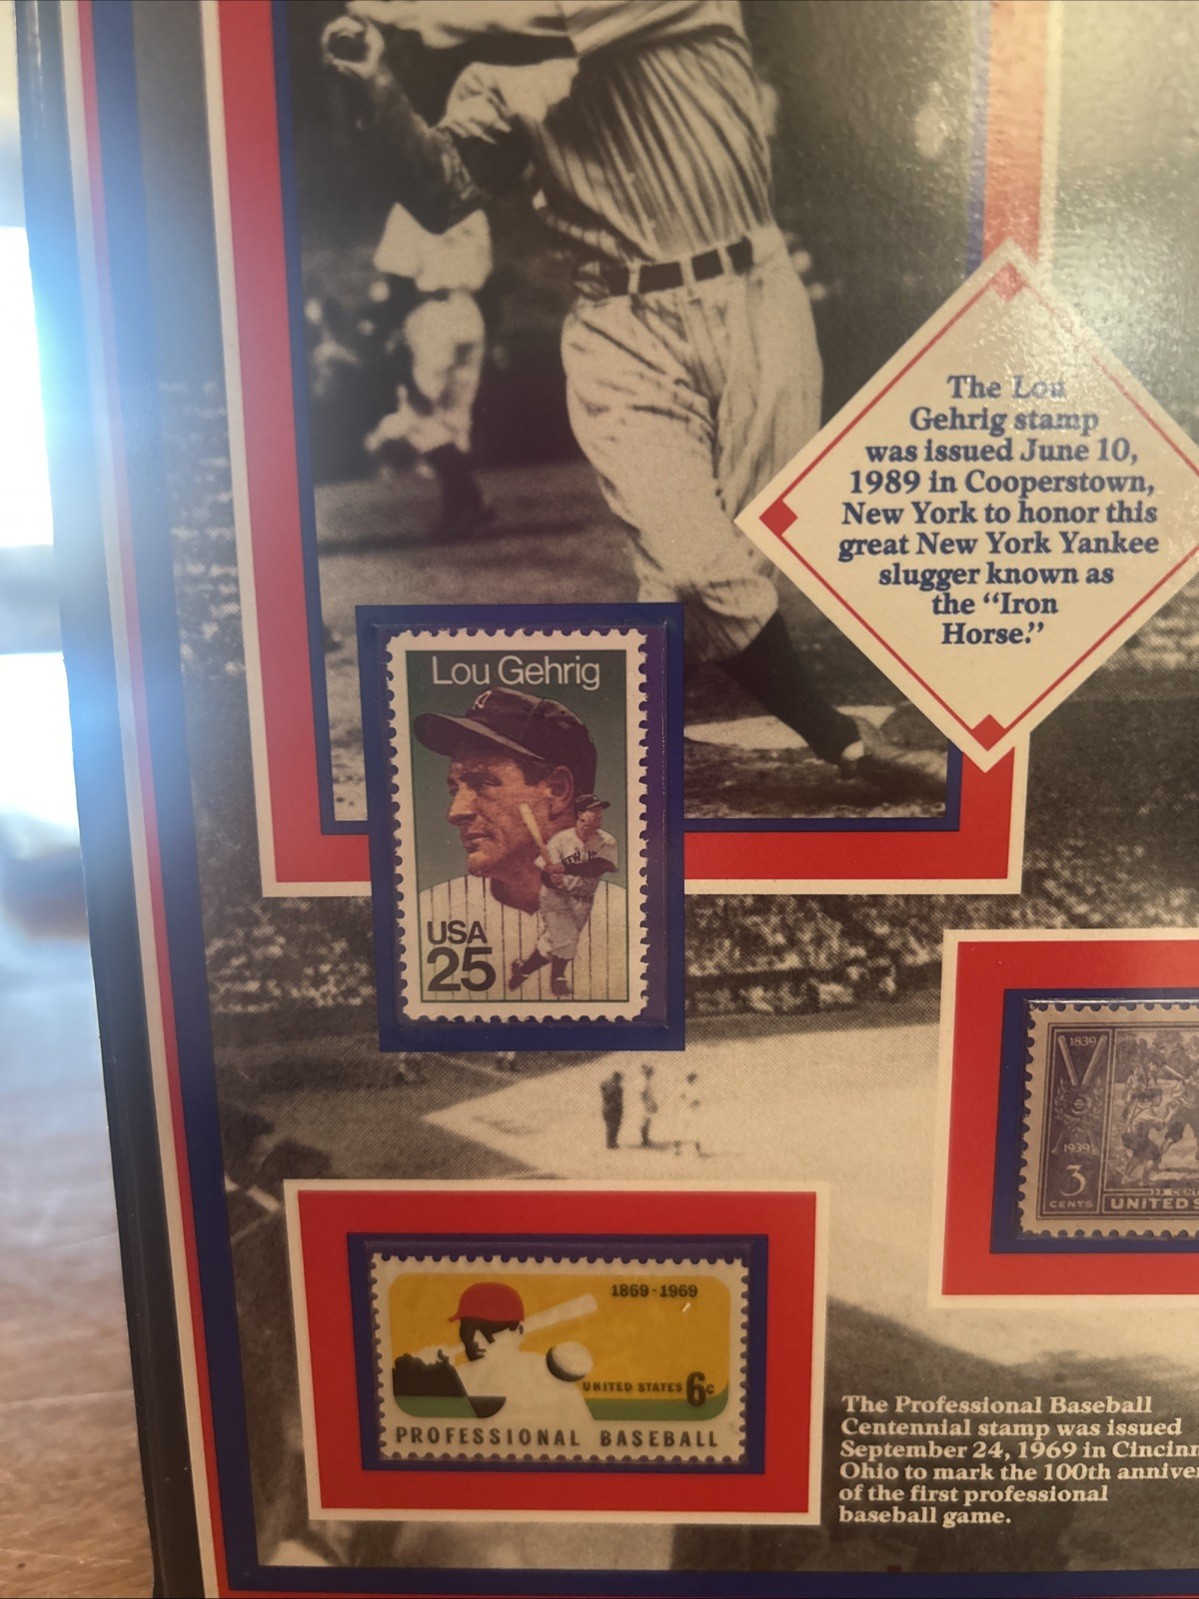 The Lou
Gehrig stamp
was issued June 10,
1989 in Cooperstown,
New York to honor this
great New York Yankee
slugger known as
the “Iron
Horse.”
Lou Gehrig
NEW
USA
25
1839
1939
3
CENTS
UNITED
1869-1969
UNITED STATES 6c
PROFESSIONAL BASEBALL
The Professional Baseball
Centennial stamp was issued
September 24, 1969 in
Ohio to mark the 100th
of the first professional
baseball game.